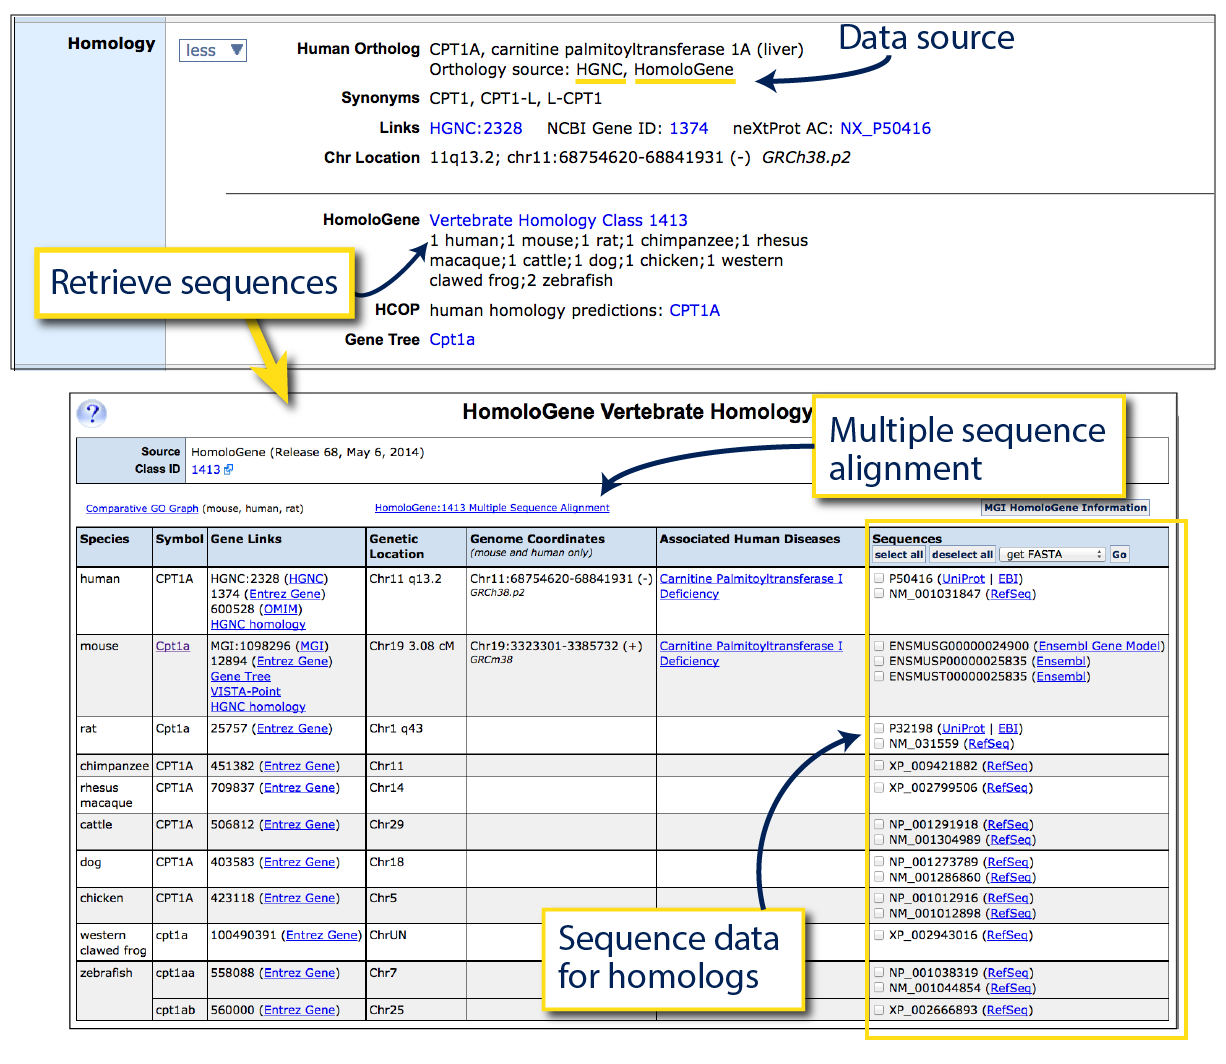 Homology
less
Human Ortholog CPT1A, carnitine palmitoyltransferase 1A (liver)
Data source
Orthology source: HGNC, HomoloGene
Synonyms CPT1, CPT1-L, L-CPT1
Links HGNC:2328 NCBI Gene ID: 1374 neXtProt AC: NX_P50416
Chr Location 11q13.2; chr11:68754620-68841931 (-) GRCh38.p2
HomoloGene Vertebrate Homology Class 1413
1 human;1 mouse;1 rat;1 chimpanzee;1 rhesus
macaque;1 cattle;1 dog;1 chicken;1 western
clawed frog;2 zebrafish
Retrieve sequences
HCOP human homology predictions: CPT1A
Gene Tree Cpt1a
?
HomoloGene Vertebrate Homology
Multiple sequence
alignment
Source HomoloGene (Release 68, May 6, 2014)
Class ID 1413
Comparative GO Graph (mouse, human, rat) HomoloGene:1413 Multiple Sequence Alignment MGI HomoloGene Information
Species Symbol Gene Links Genetic Location Genome Coordinates (mouse and human only) Associated Human Diseases Sequences
select all deselect all get FASTA Go
human CPT1A HGNC:2328 (HGNC) Chr11 q13.2 Chr11:68754620-68841931 (-) Carnitine Palmitoyltransferase I P50416 (UniProt | EBI)
1374 (Entrez Gene) GRCh38.p2 Deficiency NM_001031847 (RefSeq)
600528 (OMIM)
HGNC homology
mouse Cpt1a MGI:1098296 (MGI) Chr19 3.08 cM Chr19:3323301-3385732 (+) Carnitine Palmitoyltransferase I ENSMUSG00000024900 (Ensembl Gene Model)
12894 (Entrez Gene) GRCm38 Deficiency ENSMUSP00000025835 (Ensembl)
Gene Tree ENSMUST00000025835 (Ensembl)
VISTA-Point
HGNC homology
rat Cpt1a 25757 (Entrez Gene) Chr1 q43 P32198 (UniProt | EBI)
NM_031559 (RefSeq)
chimpanzee CPT1A 451382 (Entrez Gene) Chr11 XP_009421882 (RefSeq)
rhesus CPT1A 709837 (Entrez Gene) Chr14 XP_002799506 (RefSeq)
macaque
cattle CPT1A 506812 (Entrez Gene) Chr29 NP_001291918 (RefSeq)
NM_001304989 (RefSeq)
dog CPT1A 403583 (Entrez Gene) Chr18 NP_001273789 (RefSeq)
NM_001286860 (RefSeq)
chicken CPT1A 423118 (Entrez Gene) Chr5 NP_001012916 (RefSeq)
NM_001012898 (RefSeq)
western cpt1a 100490391 (Entrez Gene) ChrUN XP_002943016 (RefSeq)
clawed frog
Sequence data
for homologs
zebrafish cpt1aa 558088 (Entrez Gene) Chr7 NP_001038319 (RefSeq)
NM_001044854 (RefSeq)
cpt1ab 560000 (Entrez Gene) Chr25 XP_002666893 (RefSeq)